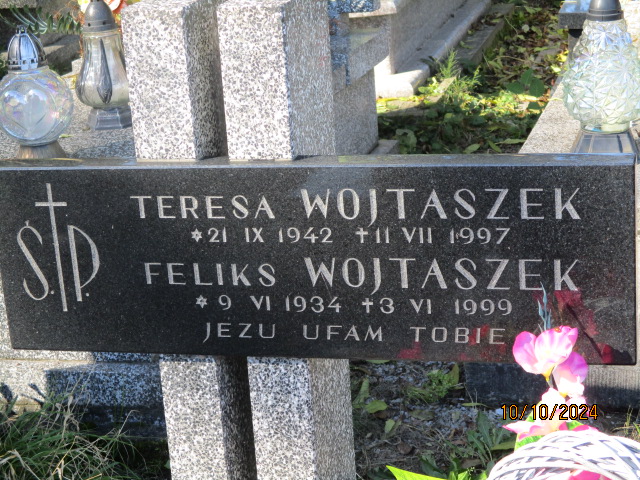 Ś.†P.
TERESA WOJTASZEK
*21 IX 1942 †11 VII 1997
FELIKS WOJTASZEK
*9 VI 1934 †3 VI 1999
JEZU UFAM TOBIE
10/10/2024